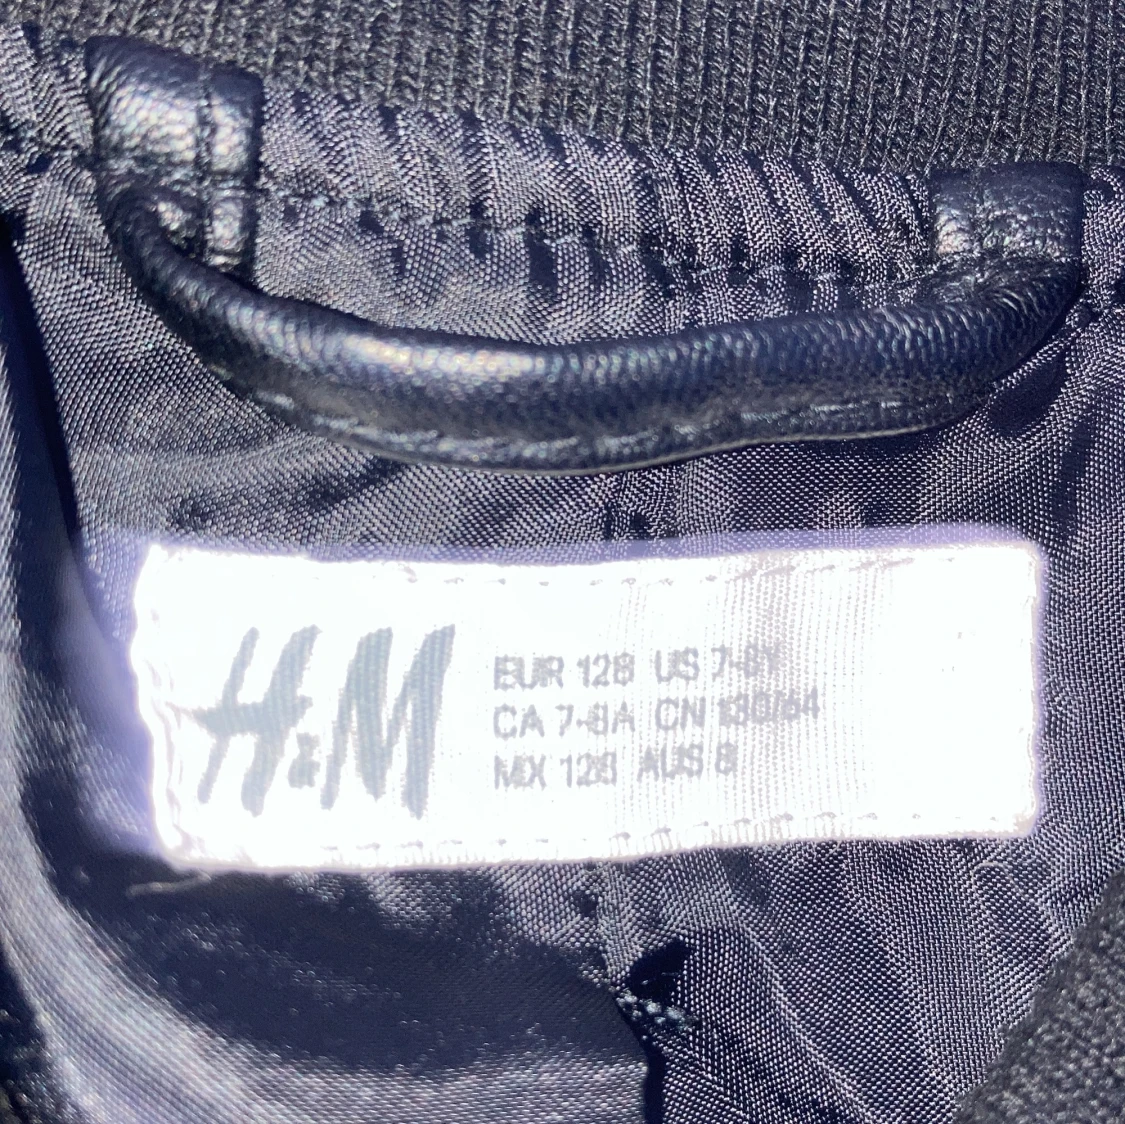 H&M
EUR 128 US 7-8Y
CA 7-8A CN 130/64
MX 128 AUS 8